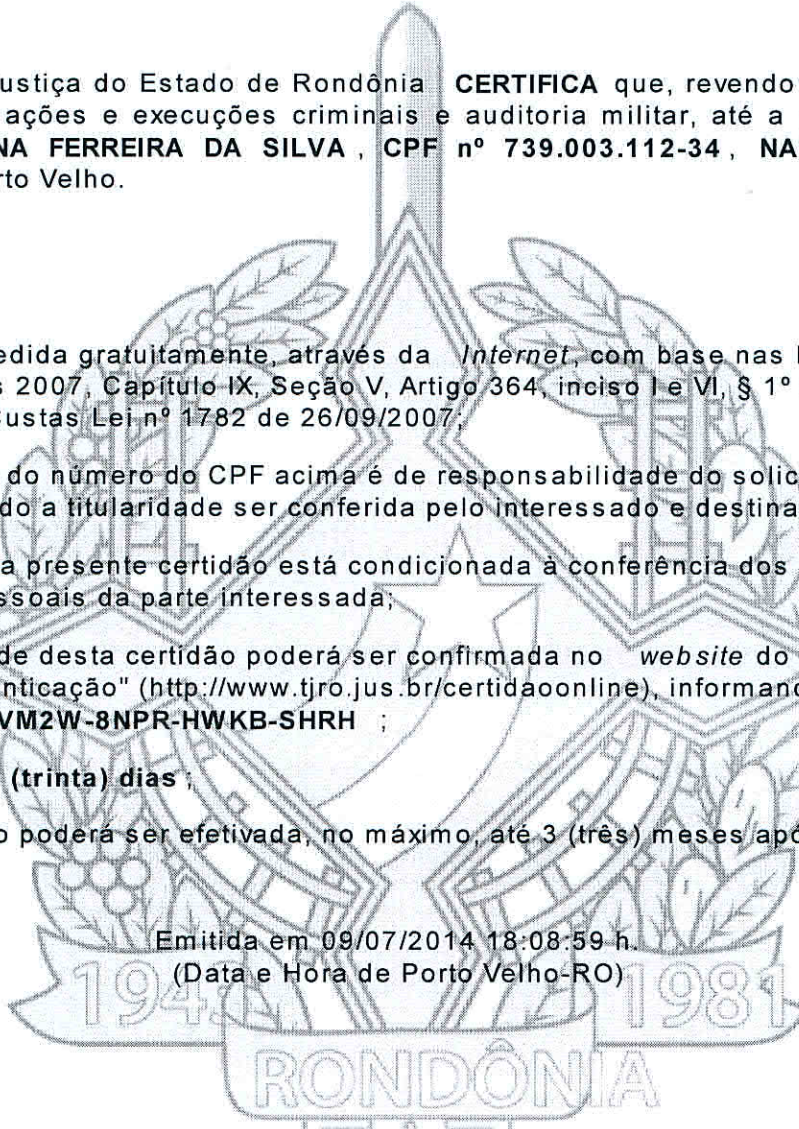 ustiça do Estado de Rondônia CERTIFICA que, revendo
ações e execuções criminais e auditoria militar, até a
NA FERREIRA DA SILVA , CPF nº 739.003.112-34 , NA
rto Velho.
edida gratuitamente, através da Internet, com base nas
s 2007, Capítulo IX, Seção V, Artigo 364, inciso I e VI, § 1º
Custas Lei nº 1782 de 26/09/2007;
do número do CPF acima é de responsabilidade do solic
do a titularidade ser conferida pelo interessado e destina
a presente certidão está condicionada à conferência dos
ssoais da parte interessada;
de desta certidão poderá ser confirmada no website do
nticação" (http://www.tjro.jus.br/certidaoonline), informand
VM2W-8NPR-HWKB-SHRH ;
(trinta) dias ;
o poderá ser efetivada, no máximo, até 3 (três) meses apó
Emitida em 09/07/2014 18:08:59 h.
(Data e Hora de Porto Velho-RO)
1943 1981
RONDÔNIA